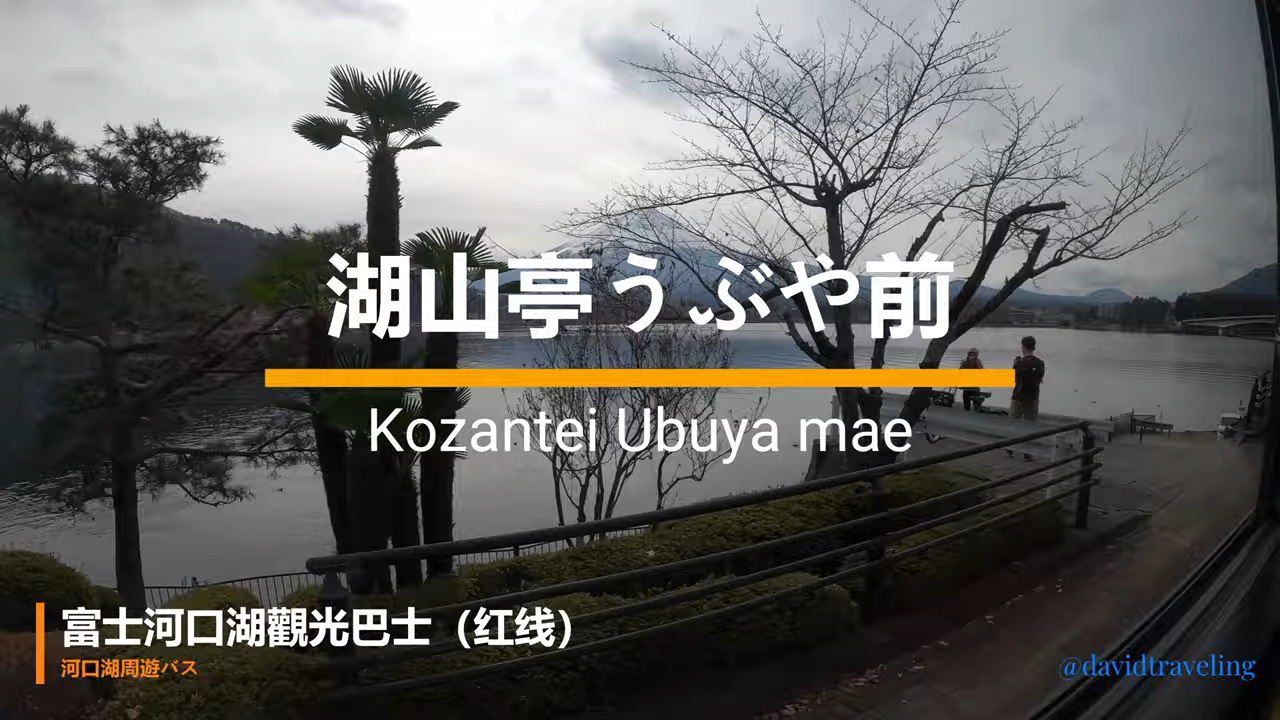 湖山亭うぶや前
Kozantei Ubuya mae
富士河口湖觀光巴士（红线）
河口湖周遊バス
@davidtraveling